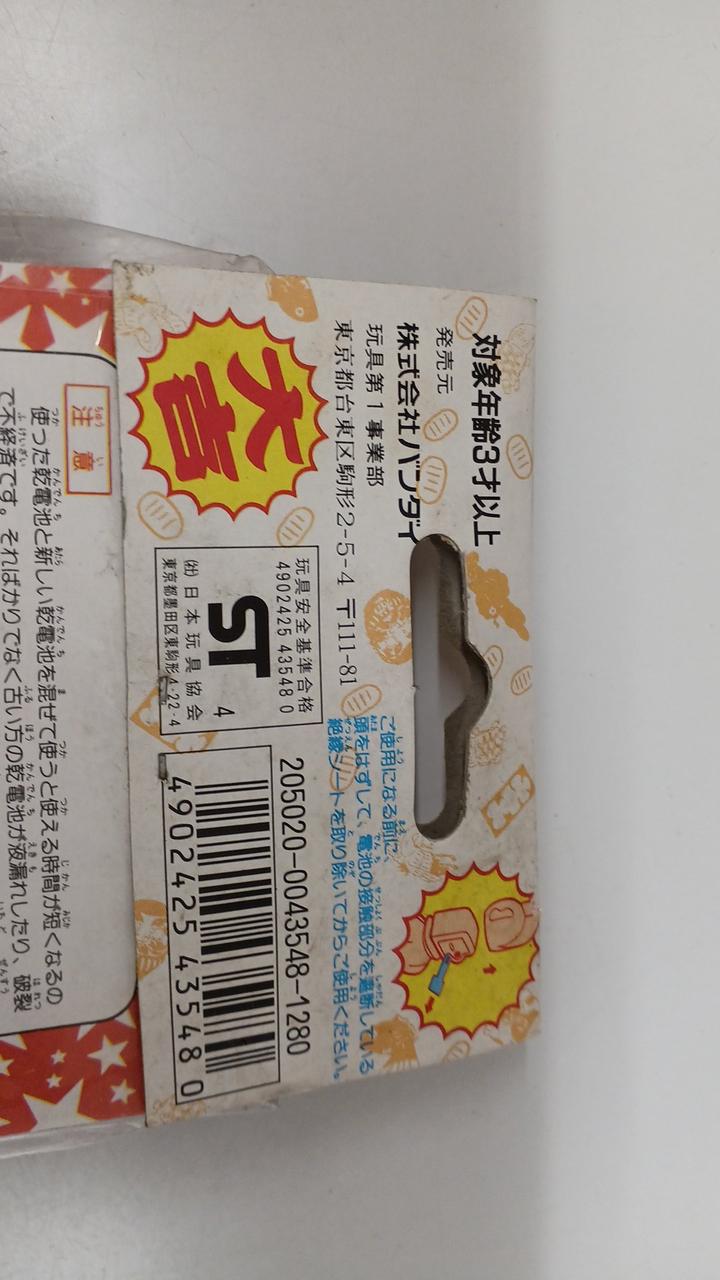 対象年齢3才以上
発売元
株式会社バンダイ
玩具第1事業部
東京都台東区駒形2-5-4 〒111-81
大吉
玩具安全基準合格
4902425 43548 0
ST
4
㈳日本玩具協会
東京都墨田区東駒形4-22-4
ご使用になる前に、
頭をはずして、電池の接触部分を遮断している
絶縁シートを取り除いてからご使用ください。
205020-0043548-1280
4902425 43548 0
注意
使った乾電池と新しい乾電池を混ぜて使うと使える時間が短くなるの
で不経済です。そればかりでなく古い方の乾電池が液漏れしたり、破裂